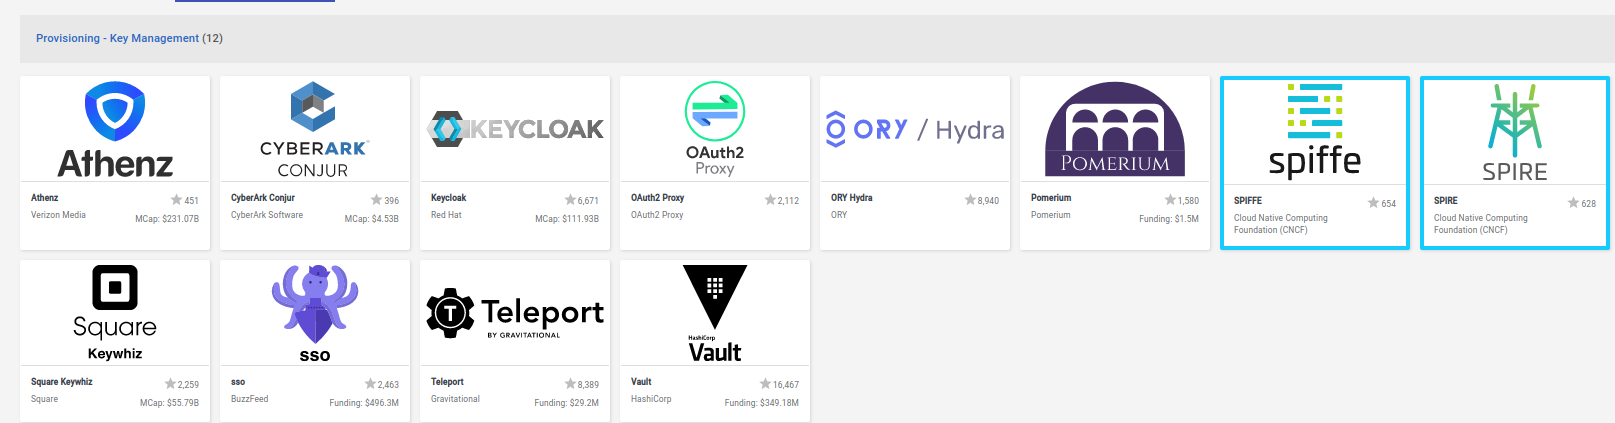 Provisioning - Key Management (12)
Athenz
Athenz
451
Verizon Media
MCap: $231.07B
CYBERARK
CONJUR
CyberArk Conjur
396
CyberArk Software
MCap: $4.53B
KEYCLOAK
Keycloak
6,671
Red Hat
MCap: $111.93B
OAuth2
Proxy
OAuth2 Proxy
2,112
OAuth2 Proxy
ORY / Hydra
ORY Hydra
8,940
ORY
POMERIUM
Pomerium
1,580
Pomerium
Funding: $1.5M
spiffe
SPIFFE
654
Cloud Native Computing
Foundation (CNCF)
SPIRE
SPIRE
628
Cloud Native Computing
Foundation (CNCF)
Square
Keywhiz
Square Keywhiz
2,259
Square
MCap: $55.79B
sso
sso
2,463
BuzzFeed
Funding: $496.3M
T
Teleport
BY GRAVITATIONAL
Teleport
8,389
Gravitational
Funding: $29.2M
HashiCorp
Vault
Vault
16,467
HashiCorp
Funding: $349.18M